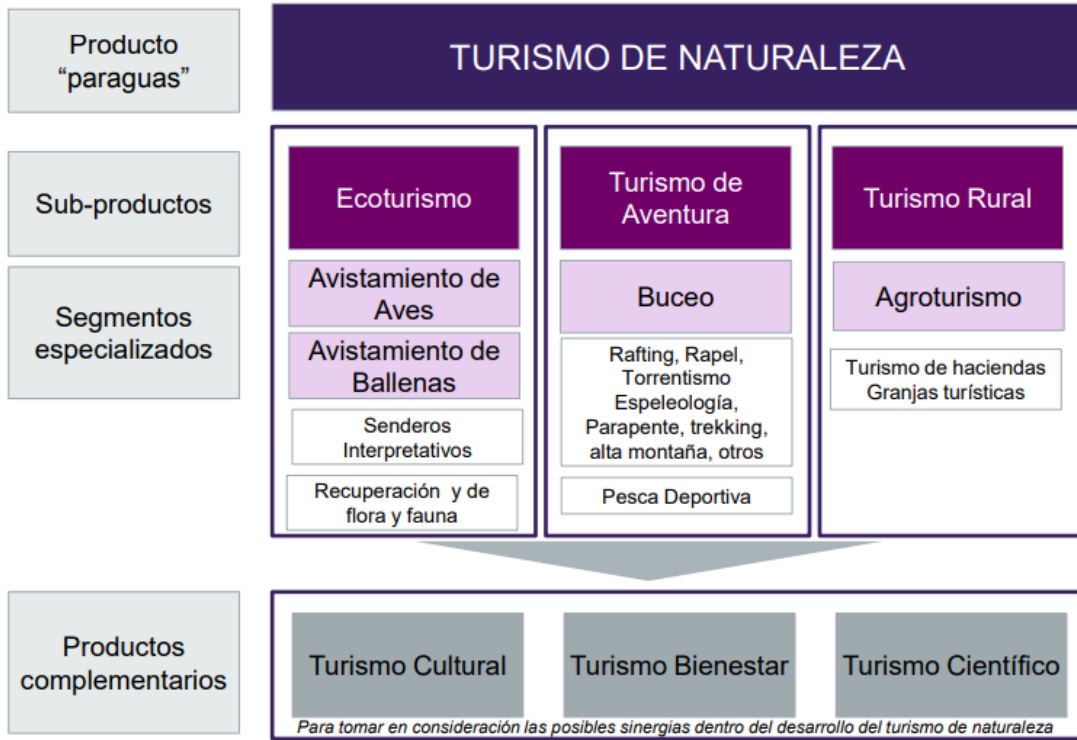 Producto
“paraguas”
TURISMO DE NATURALEZA
Sub-productos
Ecoturismo
Turismo de
Aventura
Turismo Rural
Segmentos
especializados
Avistamiento de
Aves
Avistamiento de
Ballenas
Senderos
Interpretativos
Recuperación y de
flora y fauna
Buceo
Rafting, Rapel,
Torrentismo
Espeleología,
Parapente, trekking,
alta montaña, otros
Pesca Deportiva
Agroturismo
Turismo de haciendas
Granjas turísticas
Productos
complementarios
Turismo Cultural
Turismo Bienestar
Turismo Científico
Para tomar en consideración las posibles sinergias dentro del desarrollo del turismo de naturaleza